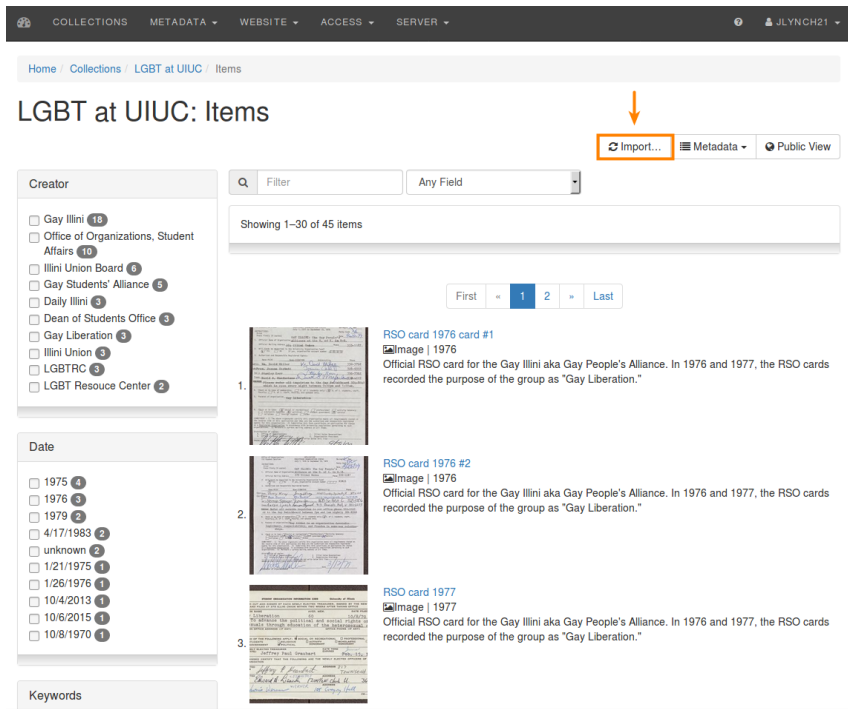 COLLECTIONS METADATA WEBSITE ACCESS SERVER JLYNCH21
Home / Collections / LGBT at UIUC / Items
LGBT at UIUC: Items
Import... Metadata Public View
Creator
Gay Illini 18
Office of Organizations, Student
Affairs 10
Illini Union Board 6
Gay Students' Alliance 5
Daily Illini 3
Dean of Students Office 3
Gay Liberation 3
Illini Union 3
LGBTRC 3
LGBT Resouce Center 2
Date
1975 4
1976 3
1979 2
4/17/1983 2
unknown 2
1/21/1975 1
1/26/1976 1
10/4/2013 1
10/6/2015 1
10/8/1970 1
Keywords
Filter Any Field
Showing 1–30 of 45 items
First « 1 2 » Last
1.
RSO card 1976 card #1
Image | 1976
Official RSO card for the Gay Illini aka Gay People's Alliance. In 1976 and 1977, the RSO cards
recorded the purpose of the group as "Gay Liberation."
2.
RSO card 1976 #2
Image | 1976
Official RSO card for the Gay Illini aka Gay People's Alliance. In 1976 and 1977, the RSO cards
recorded the purpose of the group as "Gay Liberation."
3.
RSO card 1977
Image | 1977
Official RSO card for the Gay Illini aka Gay People's Alliance. In 1976 and 1977, the RSO cards
recorded the purpose of the group as "Gay Liberation."